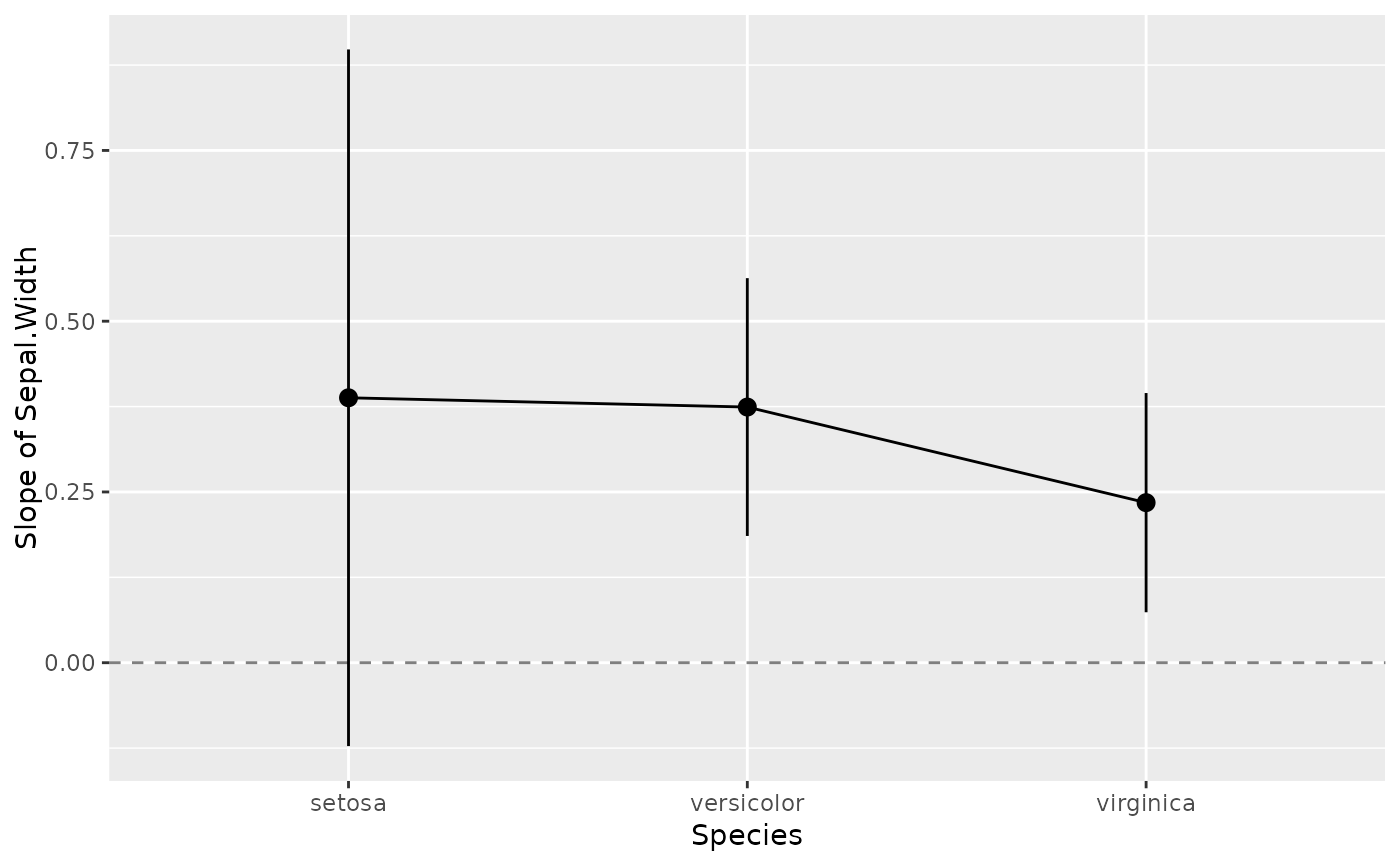 Slope of Sepal.Width
0.75
0.50
0.25
0.00
setosa
versicolor
virginica
Species